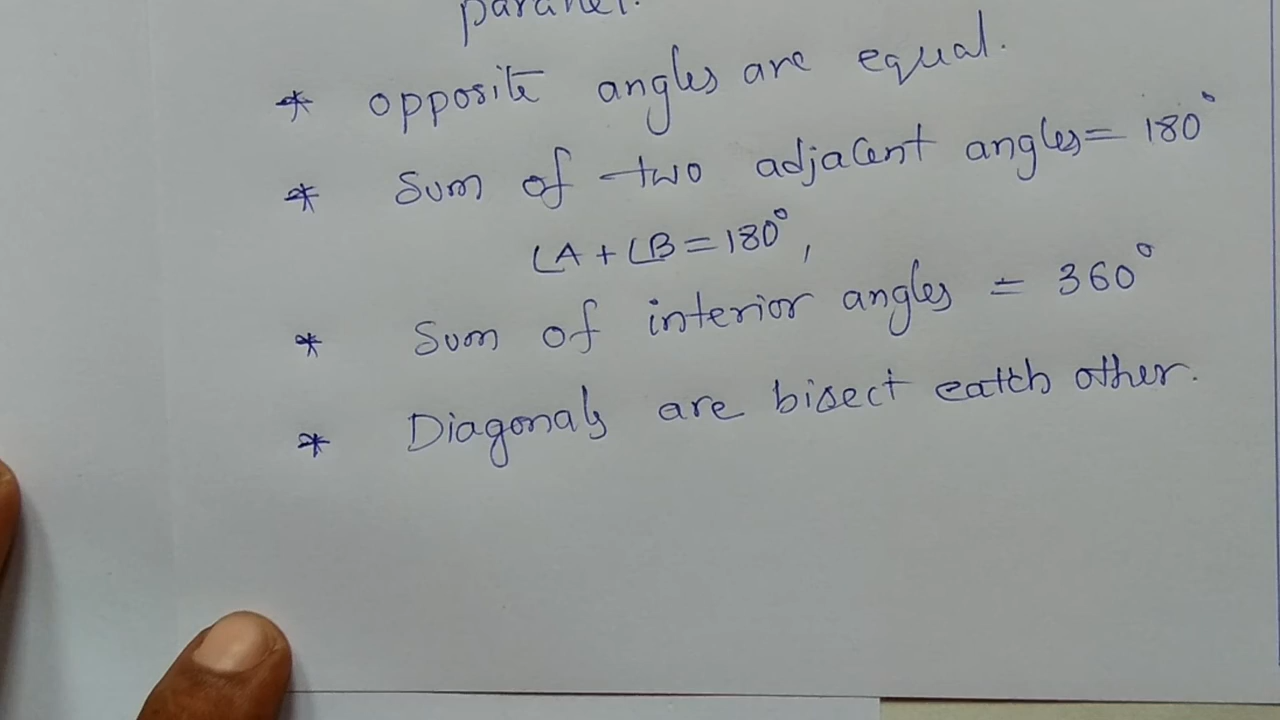 parallel.
* opposite angles are equal.
* Sum of two adjacent angles = 180°
∠A + ∠B = 180°,
* Sum of interior angles = 360°
* Diagonals are bisect eatch other.